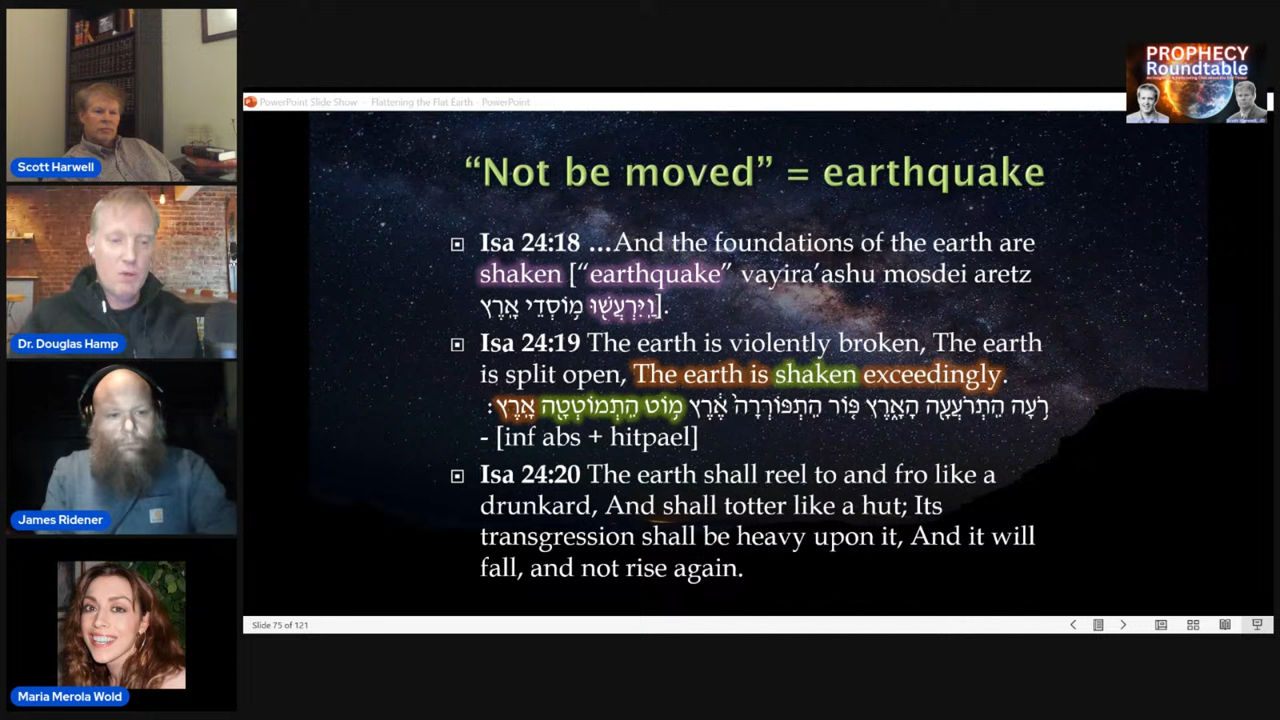 PROPHECY
Roundtable
PowerPoint Slide Show - Flattening the Flat Earth - PowerPoint
Scott Harwell
Dr. Douglas Hamp
James Ridener
Maria Merola Wold
“Not be moved” = earthquake
Isa 24:18 …And the foundations of the earth are
shaken [“earthquake” vayira’ashu mosdei aretz
וַֽיִּרְעֲשׁ֖וּ מ֥וֹסְדֵי אָֽרֶץ].
Isa 24:19 The earth is violently broken, The earth
is split open, The earth is shaken exceedingly.
רֹ֥עָה הִֽתְרֹעֲעָ֖ה הָאָ֑רֶץ פּ֤וֹר הִֽתְפּוֹרְרָה֙ אֶ֔רֶץ מ֥וֹט הִֽתְמוֹטְטָ֖ה אָֽרֶץ׃
- [inf abs + hitpael]
Isa 24:20 The earth shall reel to and fro like a
drunkard, And shall totter like a hut; Its
transgression shall be heavy upon it, And it will
fall, and not rise again.
Slide 75 of 121